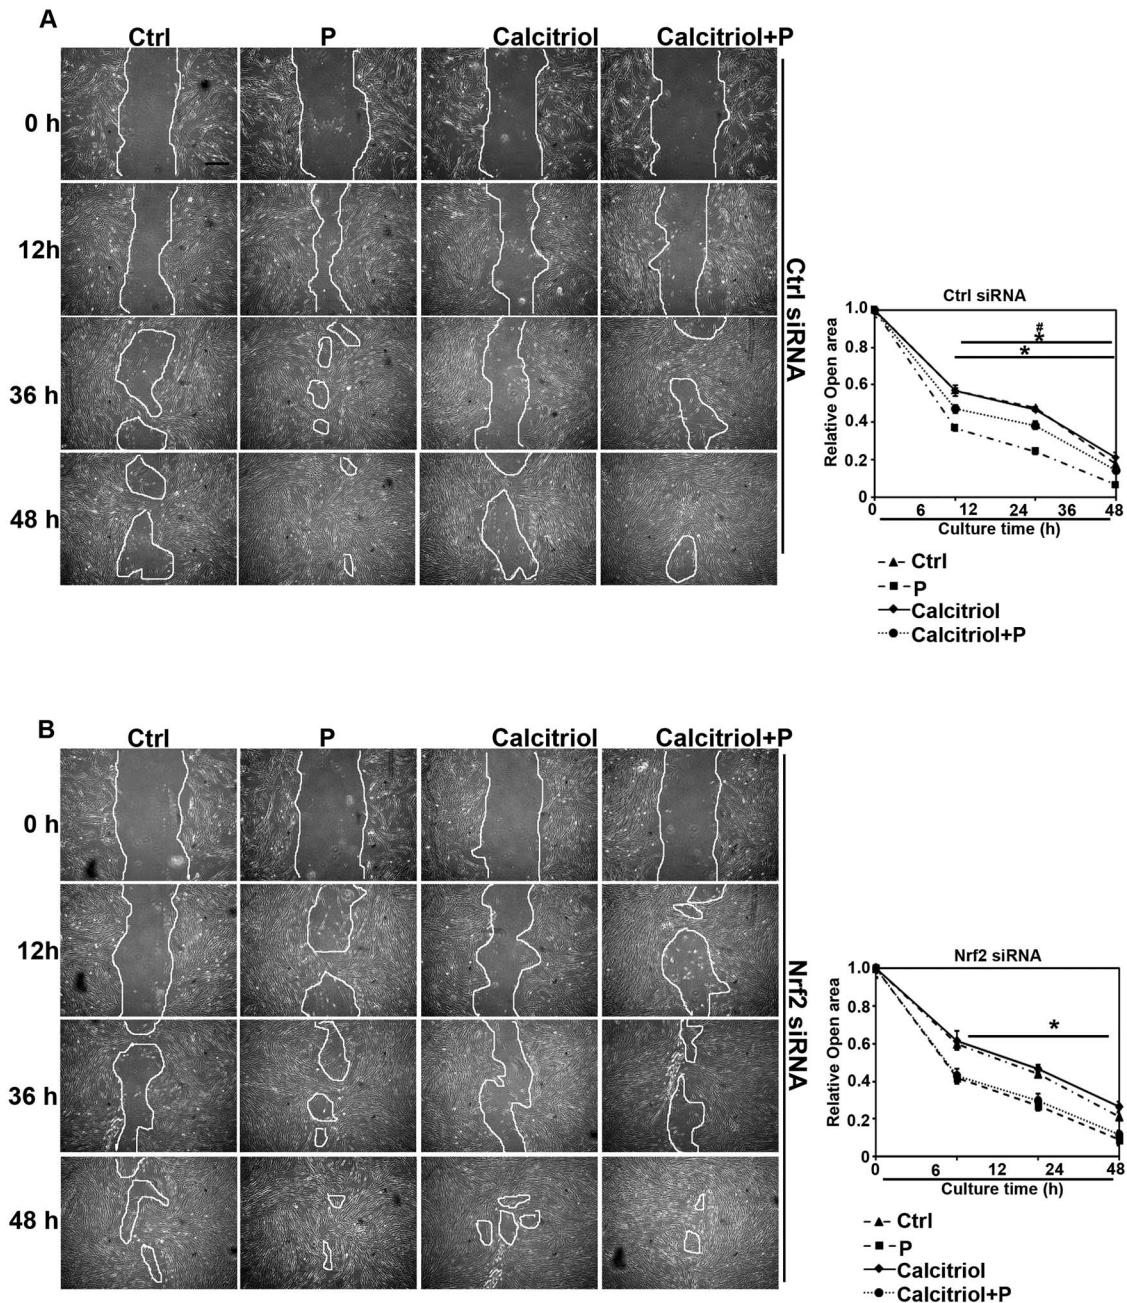 A
Ctrl P Calcitriol Calcitriol+P
0 h
12h
36 h
48 h
Ctrl siRNA
Ctrl siRNA
1.0
0.8
0.6
0.4
0.2
0
Relative Open area
#
*
*
0 6 12 24 36 48
Culture time (h)
Ctrl
P
Calcitriol
Calcitriol+P
B
Ctrl P Calcitriol Calcitriol+P
0 h
12h
36 h
48 h
Nrf2 siRNA
Nrf2 siRNA
1.0
0.8
0.6
0.4
0.2
0
Relative Open area
*
0 6 12 24 48
Culture time (h)
Ctrl
P
Calcitriol
Calcitriol+P